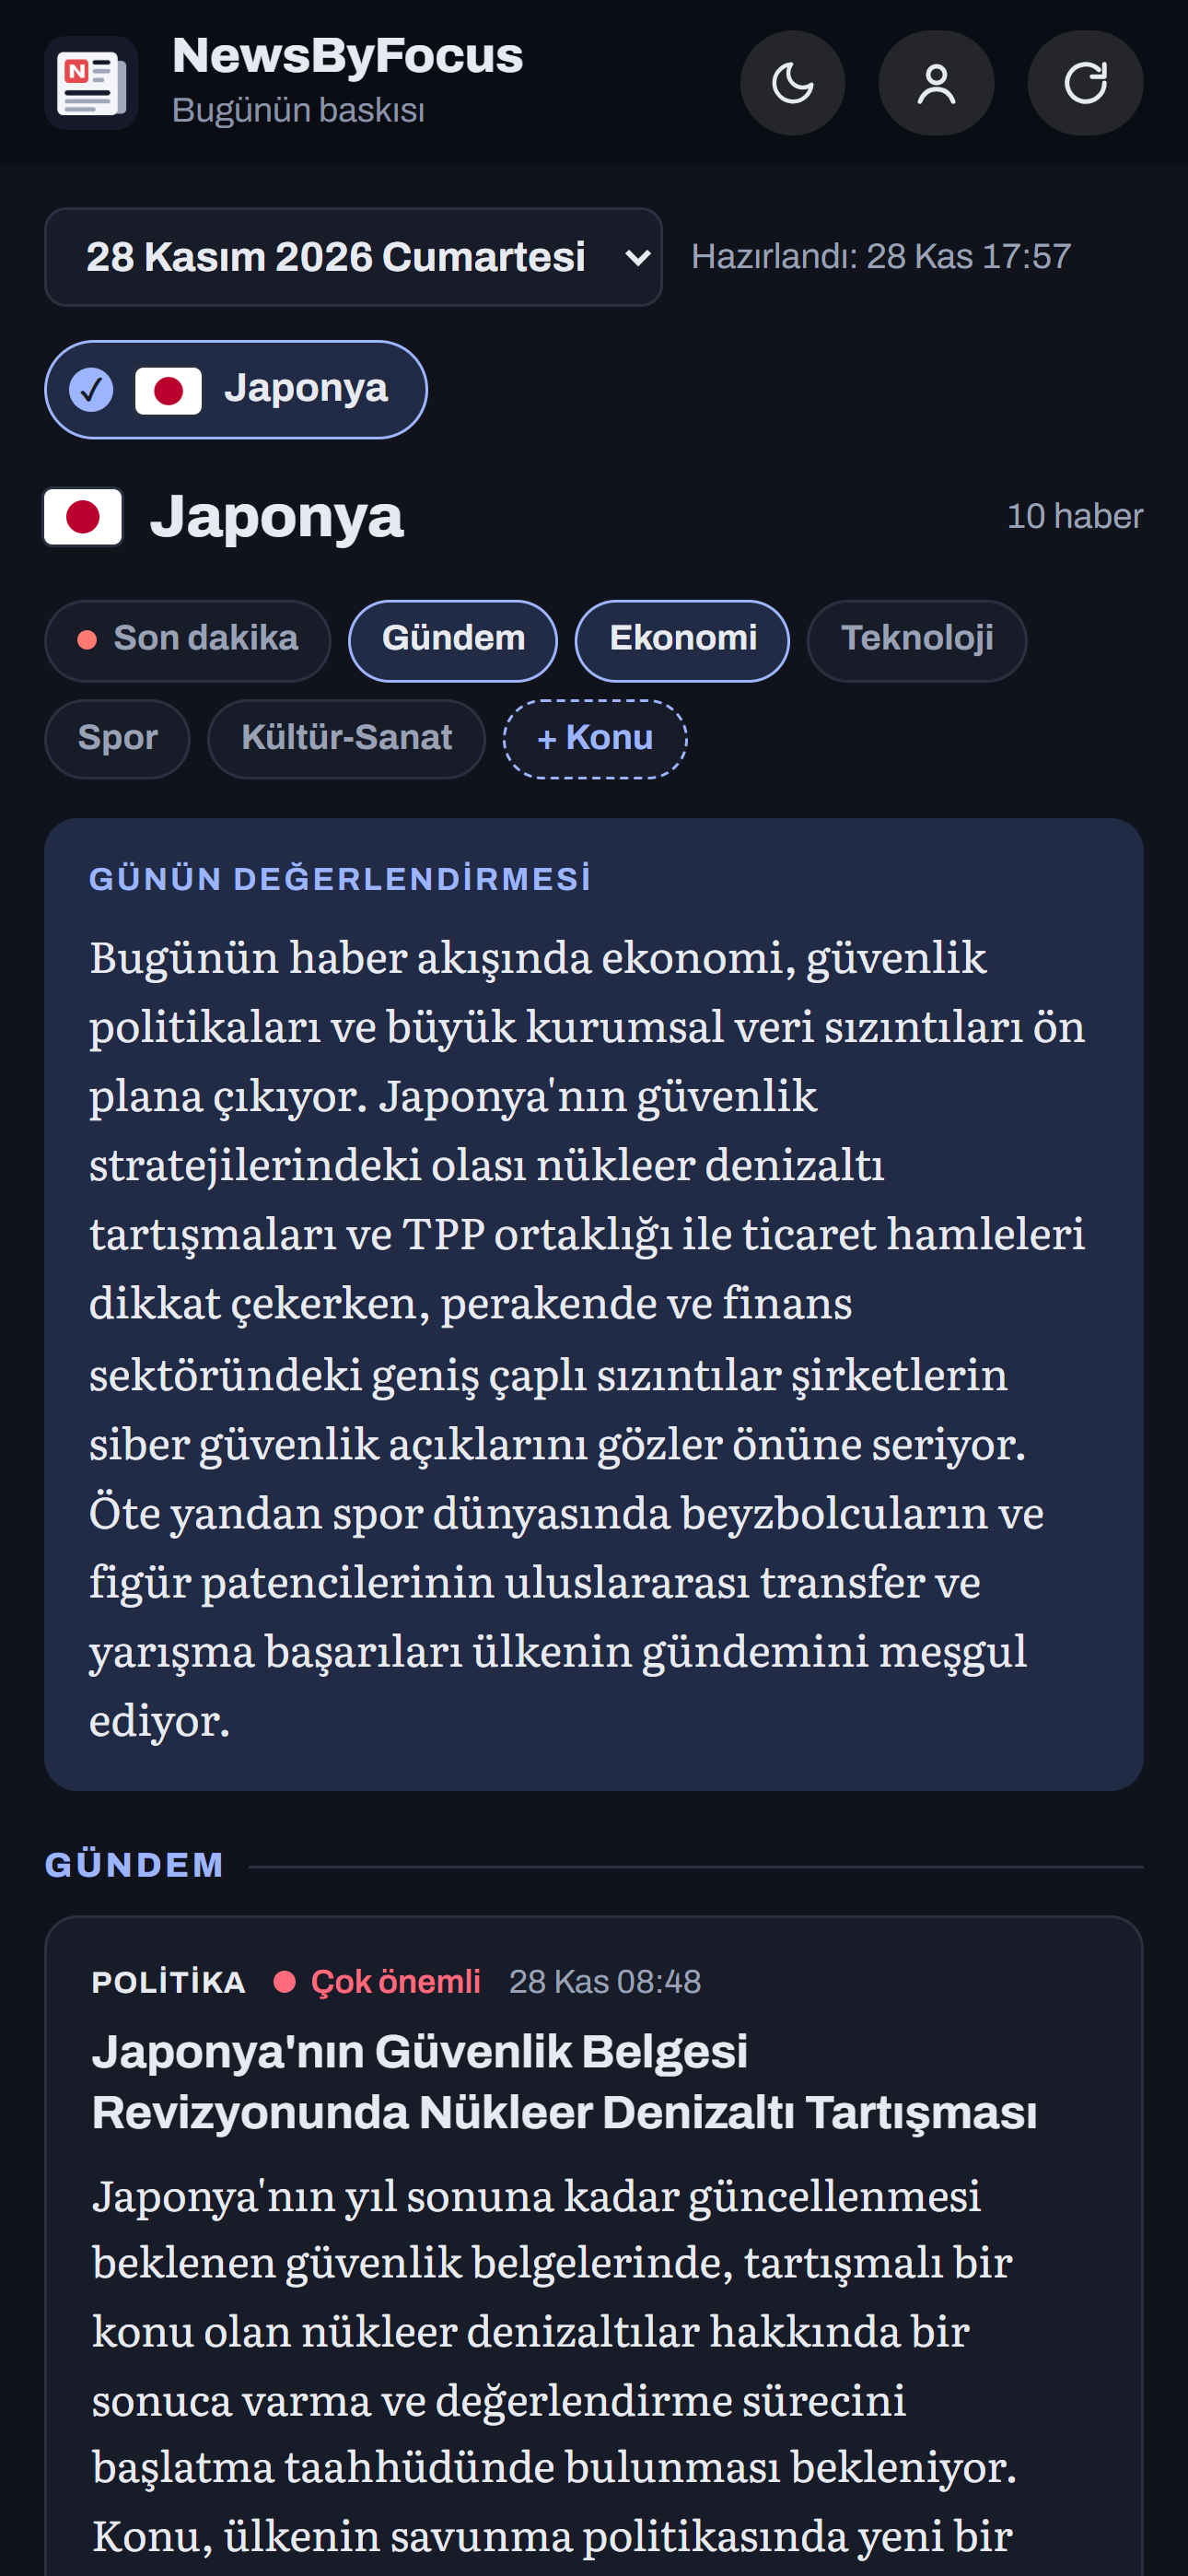 NewsByFocus
Bugünün baskısı
28 Kasım 2026 Cumartesi
Hazırlandı: 28 Kas 17:57
Japonya
Japonya
10 haber
Son dakika
Gündem
Ekonomi
Teknoloji
Spor
Kültür-Sanat
+ Konu
GÜNÜN DEĞERLENDİRMESİ
Bugünün haber akışında ekonomi, güvenlik
politikaları ve büyük kurumsal veri sızıntıları ön
plana çıkıyor. Japonya'nın güvenlik
stratejilerindeki olası nükleer denizaltı
tartışmaları ve TPP ortaklığı ile ticaret hamleleri
dikkat çekerken, perakende ve finans
sektöründeki geniş çaplı sızıntılar şirketlerin
siber güvenlik açıklarını gözler önüne seriyor.
Öte yandan spor dünyasında beyzbolcuların ve
figür patencilerinin uluslararası transfer ve
yarışma başarıları ülkenin gündemini meşgul
ediyor.
GÜNDEM
POLİTİKA
Çok önemli
28 Kas 08:48
Japonya'nın Güvenlik Belgesi
Revizyonunda Nükleer Denizaltı Tartışması
Japonya'nın yıl sonuna kadar güncellenmesi
beklenen güvenlik belgelerinde, tartışmalı bir
konu olan nükleer denizaltılar hakkında bir
sonuca varma ve değerlendirme sürecini
başlatma taahhüdünde bulunması bekleniyor.
Konu, ülkenin savunma politikasında yeni bir